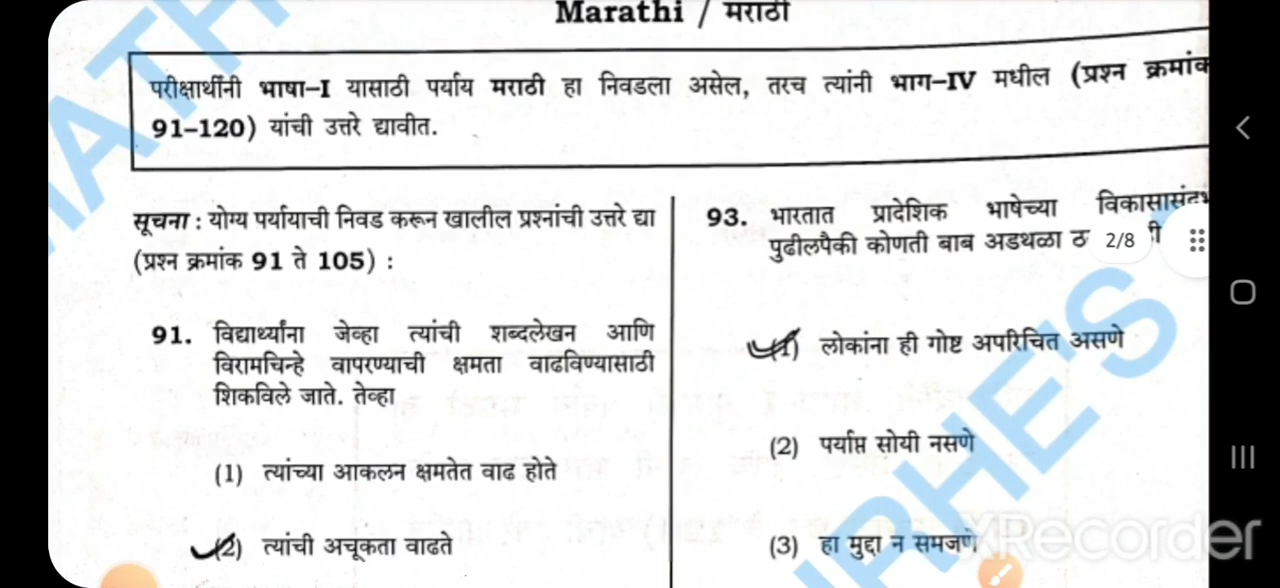 Marathi / मराठी
परीक्षार्थींनी भाषा–I यासाठी पर्याय मराठी हा निवडला असेल, तरच त्यांनी भाग–IV मधील (प्रश्न क्रमांक
91–120) यांची उत्तरे द्यावीत.
सूचना : योग्य पर्यायाची निवड करून खालील प्रश्नांची उत्तरे द्या
(प्रश्न क्रमांक 91 ते 105) :
91. विद्यार्थ्यांना जेव्हा त्यांची शब्दलेखन आणि
विरामचिन्हे वापरण्याची क्षमता वाढविण्यासाठी
शिकविले जाते. तेव्हा
(1) त्यांच्या आकलन क्षमतेत वाढ होते
(2) त्यांची अचूकता वाढते
93. भारतात प्रादेशिक भाषेच्या
पुढीलपैकी कोणती बाब अडथळा
2/8
(1) लोकांना ही गोष्ट अपरिचित असणे
(2) पर्याप्त सोयी नसणे
(3) हा मुद्दा न समजणे
XRecorder